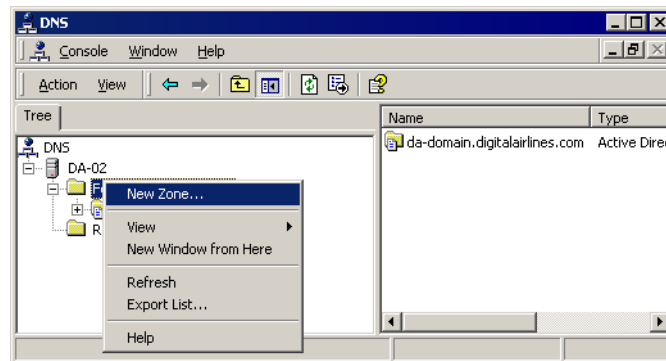 DNS
Console Window Help
Action View
Tree
Name Type
DNS
da-domain.digitalairlines.com Active Direc
DA-02
F
New Zone...
R
View
New Window from Here
Refresh
Export List...
Help